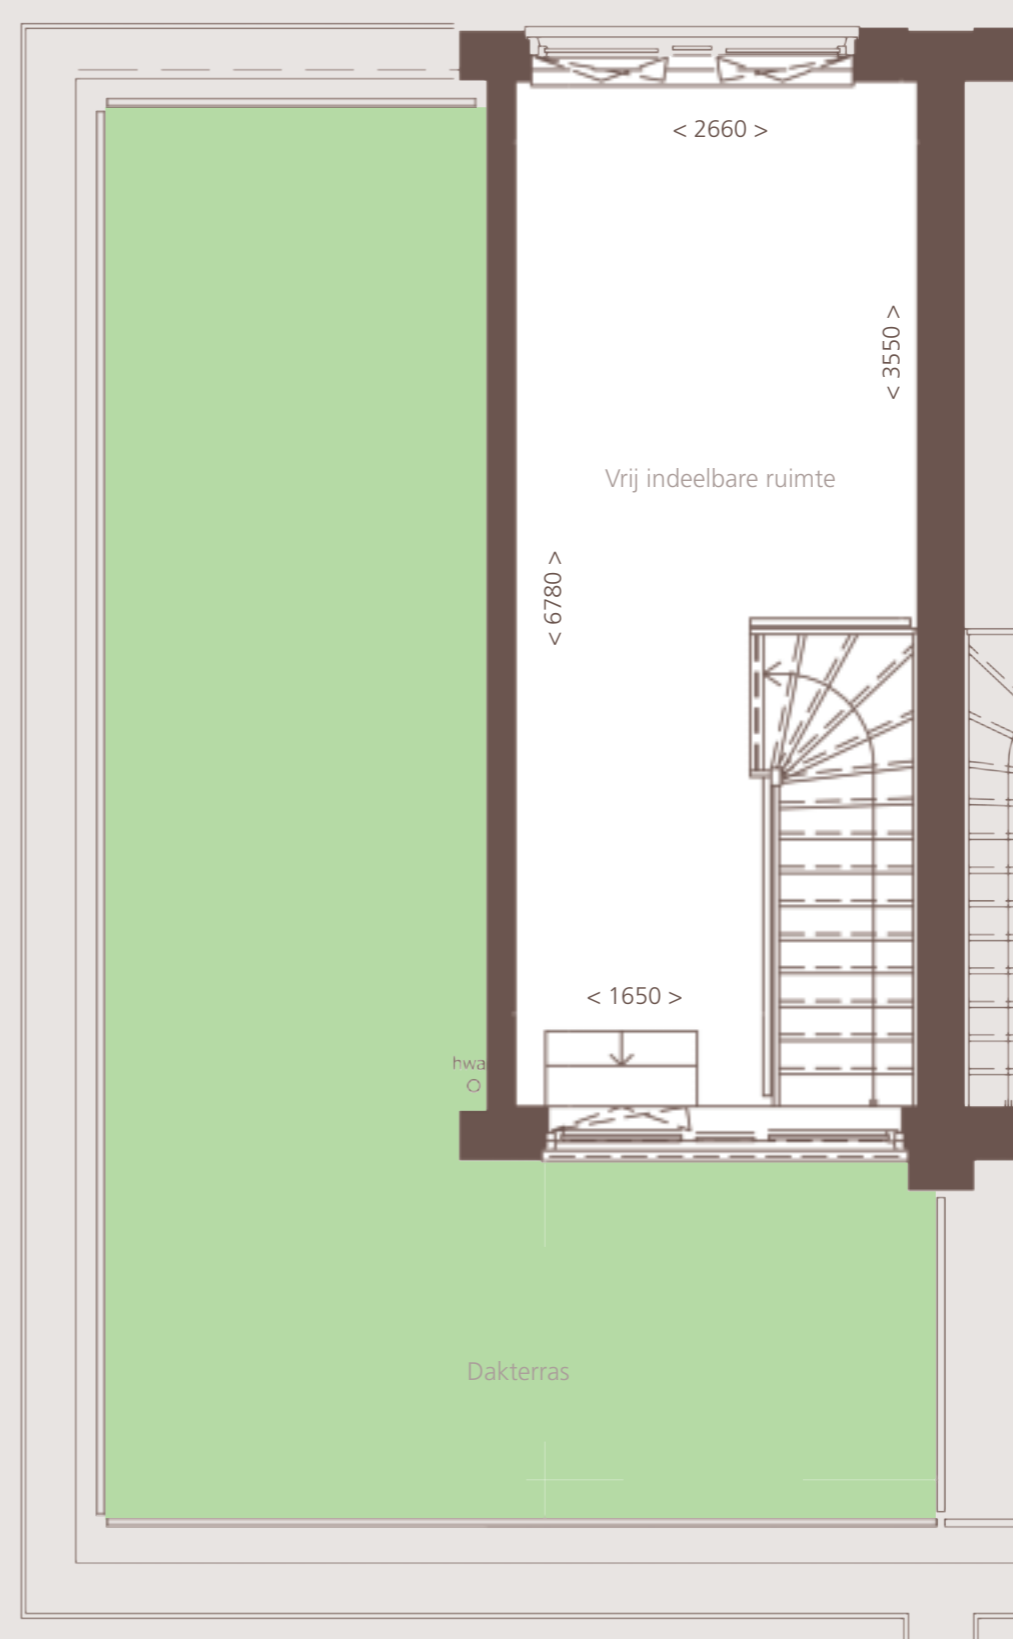 < 2660 >
< 3550 >
Vrij indeelbare ruimte
< 6780 >
< 1650 >
hwa
Dakterras